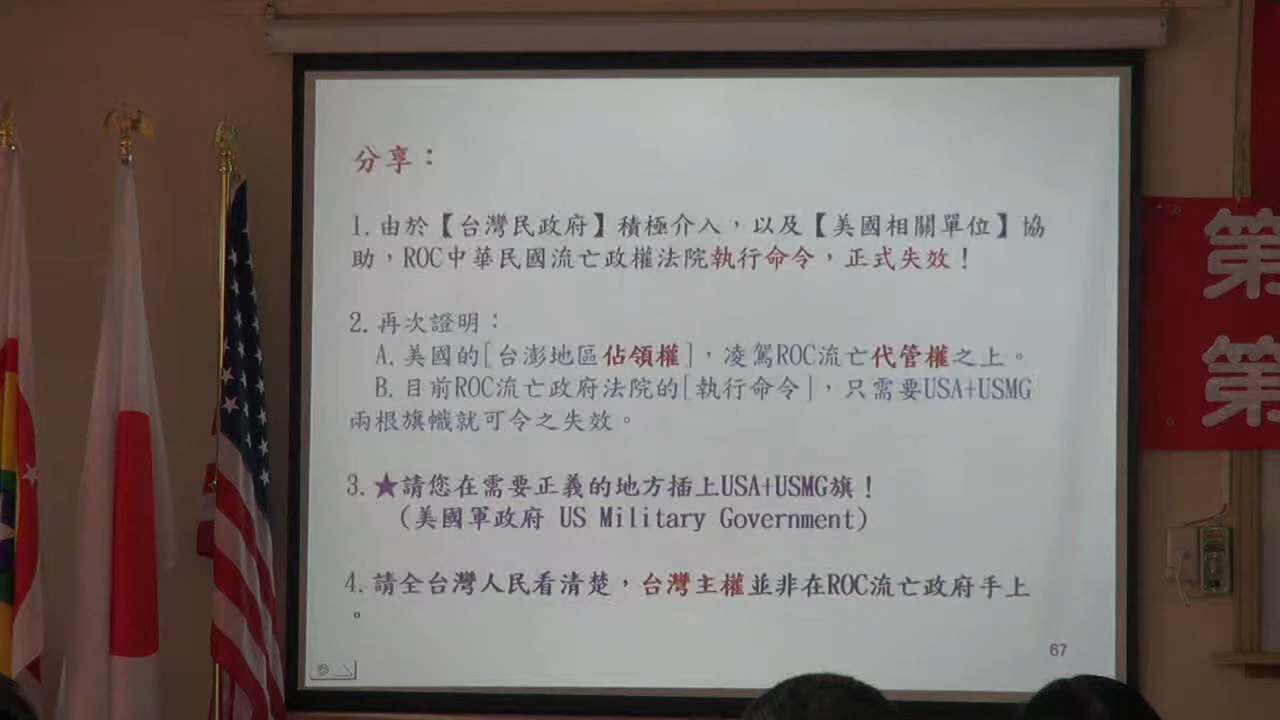 分享：
1.由於【台灣民政府】積極介入，以及【美國相關單位】協
助，ROC中華民國流亡政權法院執行命令，正式失效！
2.再次證明：
A.美國的[台澎地區佔領權]，凌駕ROC流亡代管權之上。
B.目前ROC流亡政府法院的[執行命令]，只需要USA+USMG
兩根旗幟就可令之失效。
3.★請您在需要正義的地方插上USA+USMG旗！
(美國軍政府 US Military Government)
4.請全台灣人民看清楚，台灣主權並非在ROC流亡政府手上
。
67
第
第